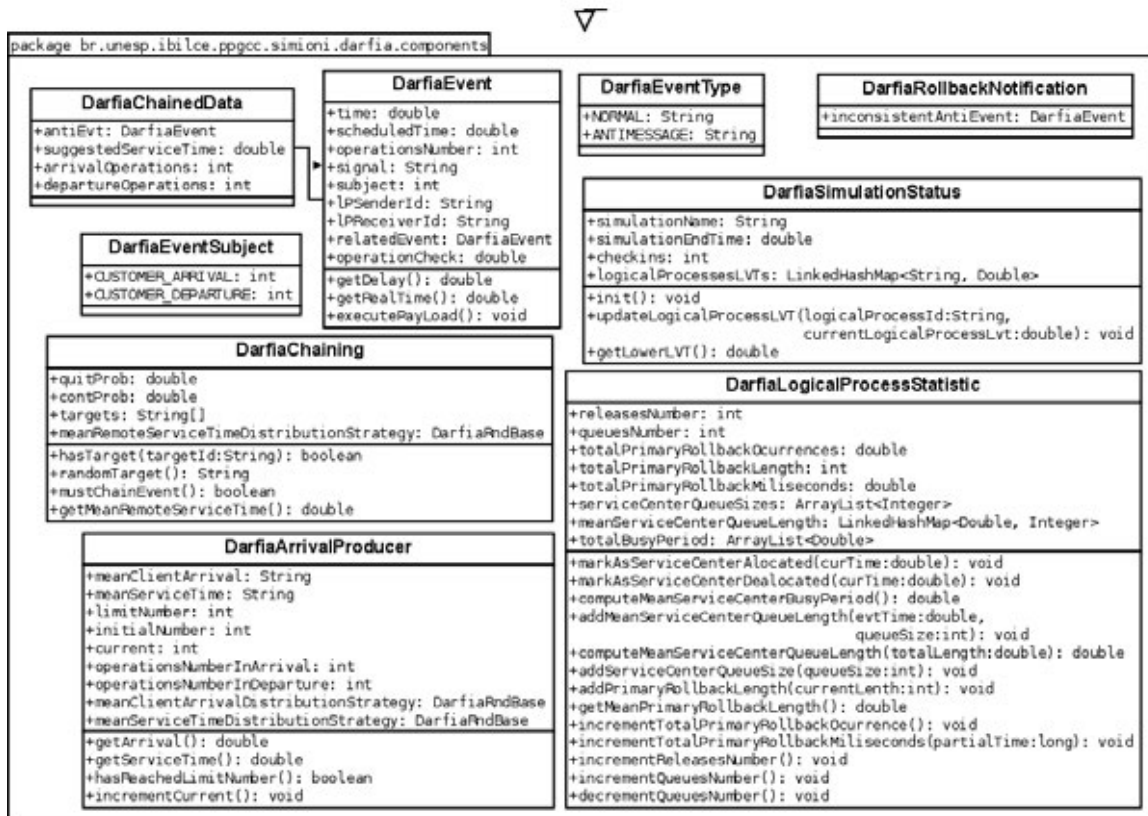 package br.unesp.ibilce.ppgcc.simioni.darfia.components
DarfiaChainedData
+antiEvt: DarfiaEvent
+suggestedServiceTime: double
+arrivalOperations: int
+departureOperations: int
DarfiaEvent
+time: double
+scheduledTime: double
+operationsNumber: int
+signal: String
+subject: int
+lPSenderId: String
+lPReceiverId: String
+relatedEvent: DarfiaEvent
+operationCheck: double
+getDelay(): double
+getRealTime(): double
+executePayLoad(): void
DarfiaEventType
+NORMAL: String
+ANTIMESSAGE: String
DarfiaRollbackNotification
+inconsistentAntiEvent: DarfiaEvent
DarfiaEventSubject
+CUSTOMER_ARRIVAL: int
+CUSTOMER_DEPARTURE: int
DarfiaSimulationStatus
+simulationName: String
+simulationEndTime: double
+checkins: int
+logicalProcessesLVTs: LinkedHashMap<String, Double>
+init(): void
+updateLogicalProcessLVT(logicalProcessId:String,
currentLogicalProcessLvt:double): void
+getLowerLVT(): double
DarfiaChaining
+quitProb: double
+contProb: double
+targets: String[]
+meanRemoteServiceTimeDistributionStrategy: DarfiaRndBase
+hasTarget(targetId:String): boolean
+randomTarget(): String
+mustChainEvent(): boolean
+getMeanRemoteServiceTime(): double
DarfiaLogicalProcessStatistic
+releasesNumber: int
+queuesNumber: int
+totalPrimaryRollbackOcurrences: double
+totalPrimaryRollbackLength: int
+totalPrimaryRollbackMiliseconds: double
+serviceCenterQueueSizes: ArrayList<Integer>
+meanServiceCenterQueueLength: LinkedHashMap<Double, Integer>
+totalBusyPeriod: ArrayList<Double>
+markAsServiceCenterAlocated(curTime:double): void
+markAsServiceCenterDealocated(curTime:double): void
+computeMeanServiceCenterBusyPeriod(): double
+addMeanServiceCenterQueueLength(evtTime:double,
queueSize:int): void
+computeMeanServiceCenterQueueLength(totalLength:double): double
+addServiceCenterQueueSize(queueSize:int): void
+addPrimaryRollbackLength(currentLenth:int): void
+getMeanPrimaryRollbackLength(): double
+incrementTotalPrimaryRollbackOcurrence(): void
+incrementTotalPrimaryRollbackMiliseconds(partialTime:long): void
+incrementReleasesNumber(): void
+incrementQueuesNumber(): void
+decrementQueuesNumber(): void
DarfiaArrivalProducer
+meanClientArrival: String
+meanServiceTime: String
+limitNumber: int
+initialNumber: int
+current: int
+operationsNumberInArrival: int
+operationsNumberInDeparture: int
+meanClientArrivalDistributionStrategy: DarfiaRndBase
+meanServiceTimeDistributionStrategy: DarfiaRndBase
+getArrival(): double
+getServiceTime(): double
+hasReachedLimitNumber(): boolean
+incrementCurrent(): void